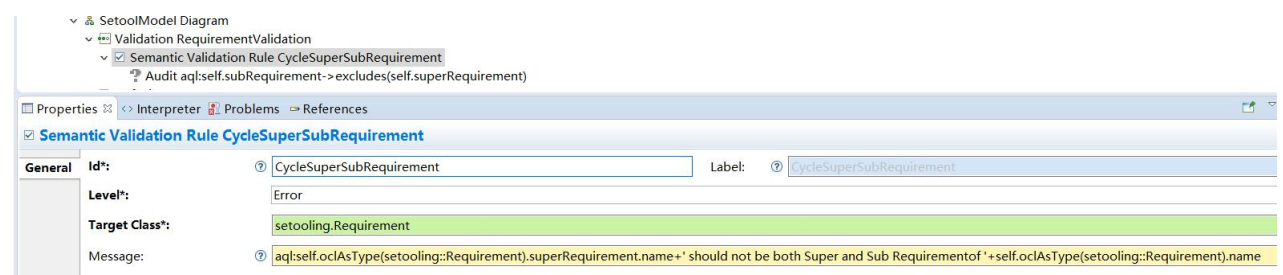 SetoolModel Diagram
Validation RequirementValidation
Semantic Validation Rule CycleSuperSubRequirement
Audit aql:self.subRequirement->excludes(self.superRequirement)
Properties Interpreter Problems References
Semantic Validation Rule CycleSuperSubRequirement
General Id*: CycleSuperSubRequirement Label: CycleSuperSubRequirement
Level*: Error
Target Class*: setooling.Requirement
Message: aql:self.oclAsType(setooling::Requirement).superRequirement.name+' should not be both Super and Sub Requirementof '+self.oclAsType(setooling::Requirement).name